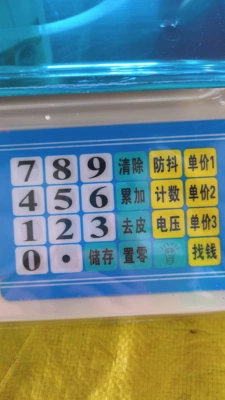 7 8 9 清除 防抖 单价1
4 5 6 累加 计数 单价2
1 2 3 去皮 电压 单价3
0 • 储存 置零 找钱